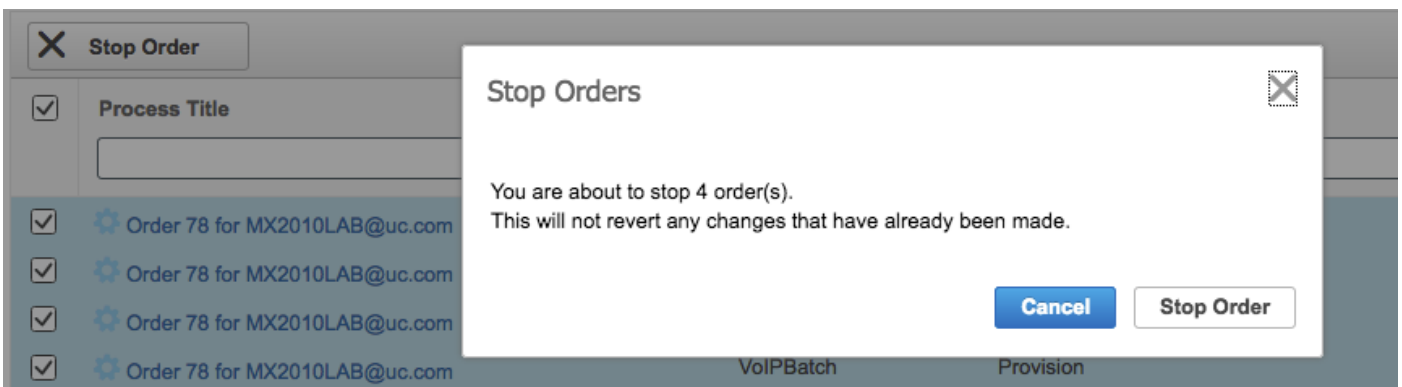 Stop Order
Process Title
Stop Orders
You are about to stop 4 order(s).
This will not revert any changes that have already been made.
Cancel
Stop Order
Order 78 for MX2010LAB@uc.com
Order 78 for MX2010LAB@uc.com
Order 78 for MX2010LAB@uc.com
Order 78 for MX2010LAB@uc.com VoIPBatch Provision